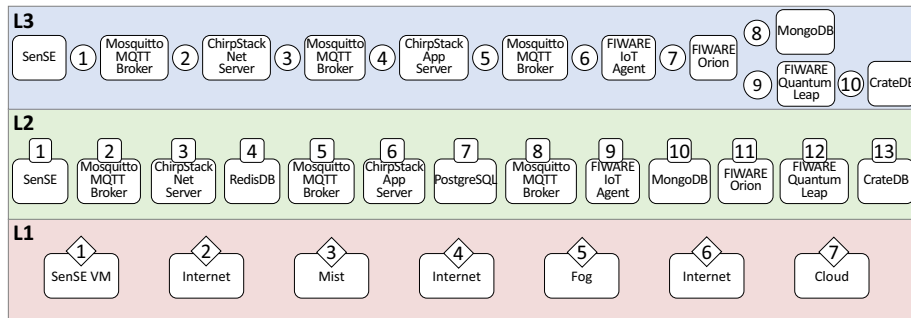 L3
SenSE
1
Mosquitto
MQTT
Broker
2
ChirpStack
Net
Server
3
Mosquitto
MQTT
Broker
4
ChirpStack
App
Server
5
Mosquitto
MQTT
Broker
6
FIWARE
IoT
Agent
7
FIWARE
Orion
8
MongoDB
9
FIWARE
Quantum
Leap
10
CrateDB
L2
1
SenSE
2
Mosquitto
MQTT
Broker
3
ChirpStack
Net
Server
4
RedisDB
5
Mosquitto
MQTT
Broker
6
ChirpStack
App
Server
7
PostgreSQL
8
Mosquitto
MQTT
Broker
9
FIWARE
IoT
Agent
10
MongoDB
11
FIWARE
Orion
12
FIWARE
Quantum
Leap
13
CrateDB
L1
1
SenSE VM
2
Internet
3
Mist
4
Internet
5
Fog
6
Internet
7
Cloud